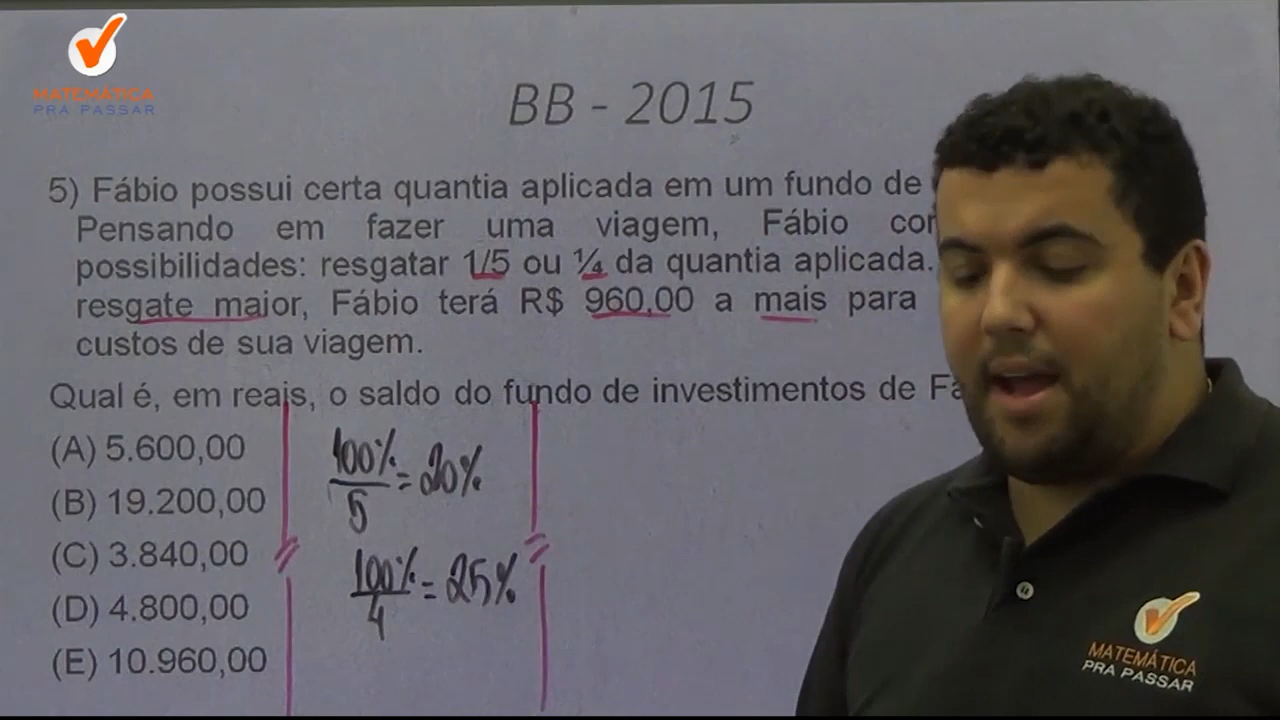 MATEMÁTICA
PRA PASSAR
BB - 2015
5) Fábio possui certa quantia aplicada em um fundo de
Pensando em fazer uma viagem, Fábio
possibilidades: resgatar 1/5 ou ¼ da quantia aplicada.
resgate maior, Fábio terá R$ 960,00 a mais para
custos de sua viagem.
Qual é, em reais, o saldo do fundo de investimentos de
(A) 5.600,00
(B) 19.200,00
(C) 3.840,00
(D) 4.800,00
(E) 10.960,00
100%
5
= 20%
100%
4
= 25%
MATEMÁTICA
PRA PASSAR